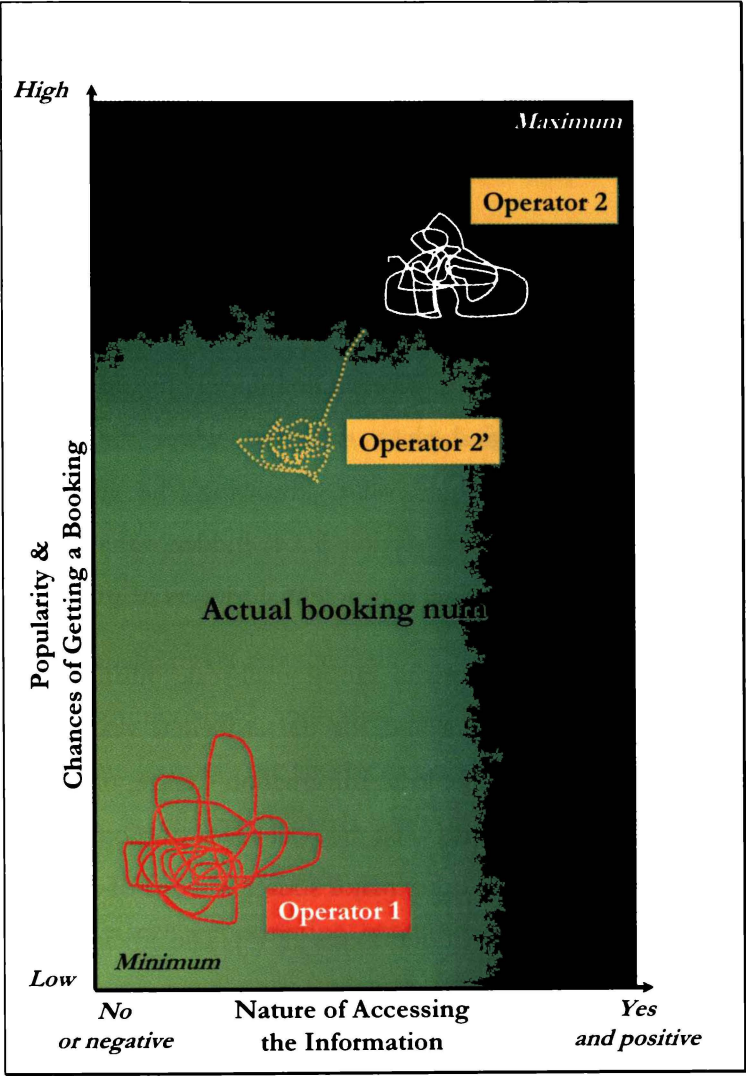 High
Maximum
Operator 2
Operator 2’
Popularity &
Chances of Getting a Booking
Actual booking num
Operator 1
Minimum
Low
No
or negative
Nature of Accessing
the Information
Yes
and positive